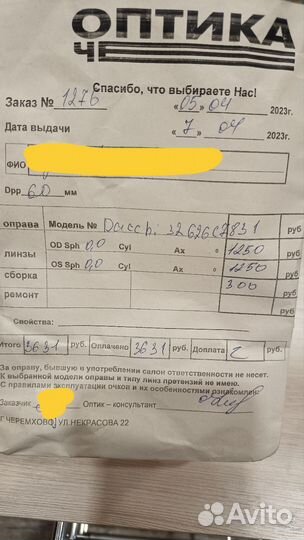 ОПТИКА
Ч
Спасибо, что выбираете Нас!
Заказ № 1276 «05» 04 2023г.
Дата выдачи «7» 04 2023г.
ФИО
Dpp 60 мм
оправа Модель № Dacchi 32626C2 831 руб
линзы OD Sph 0,0 Cyl Ax ° 1250 руб
OS Sph 0,0 Cyl Ax ° 1250 руб
сборка 300 руб
ремонт руб
Свойства:
Итого 3631 руб. Оплачено 3631 руб. Доплата руб.
За оправу, бывшую в употреблении салон ответственности не несет.
К выбранной модели оправы и типу линз претензий не имею.
С правилами эксплуатации очков и их особенностями ознакомлен:
Заказчик Оптик – консультант
Г.ЧЕРЕМХОВО, УЛ.НЕКРАСОВА 22
Avito